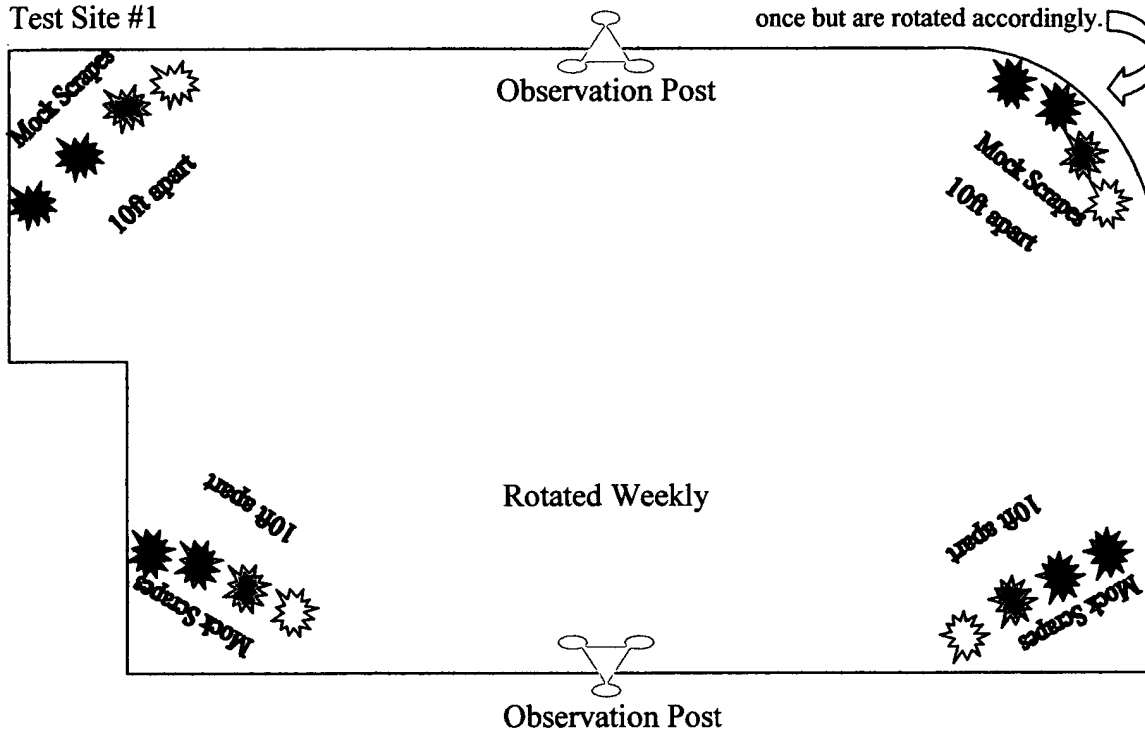 Test Site #1
once but are rotated accordingly.
Observation Post
Mock Scrapes
10ft apart
Mock Scrapes
10ft apart
Rotated Weekly
10ft apart
Mock Scrapes
10ft apart
Mock Scrapes
Observation Post